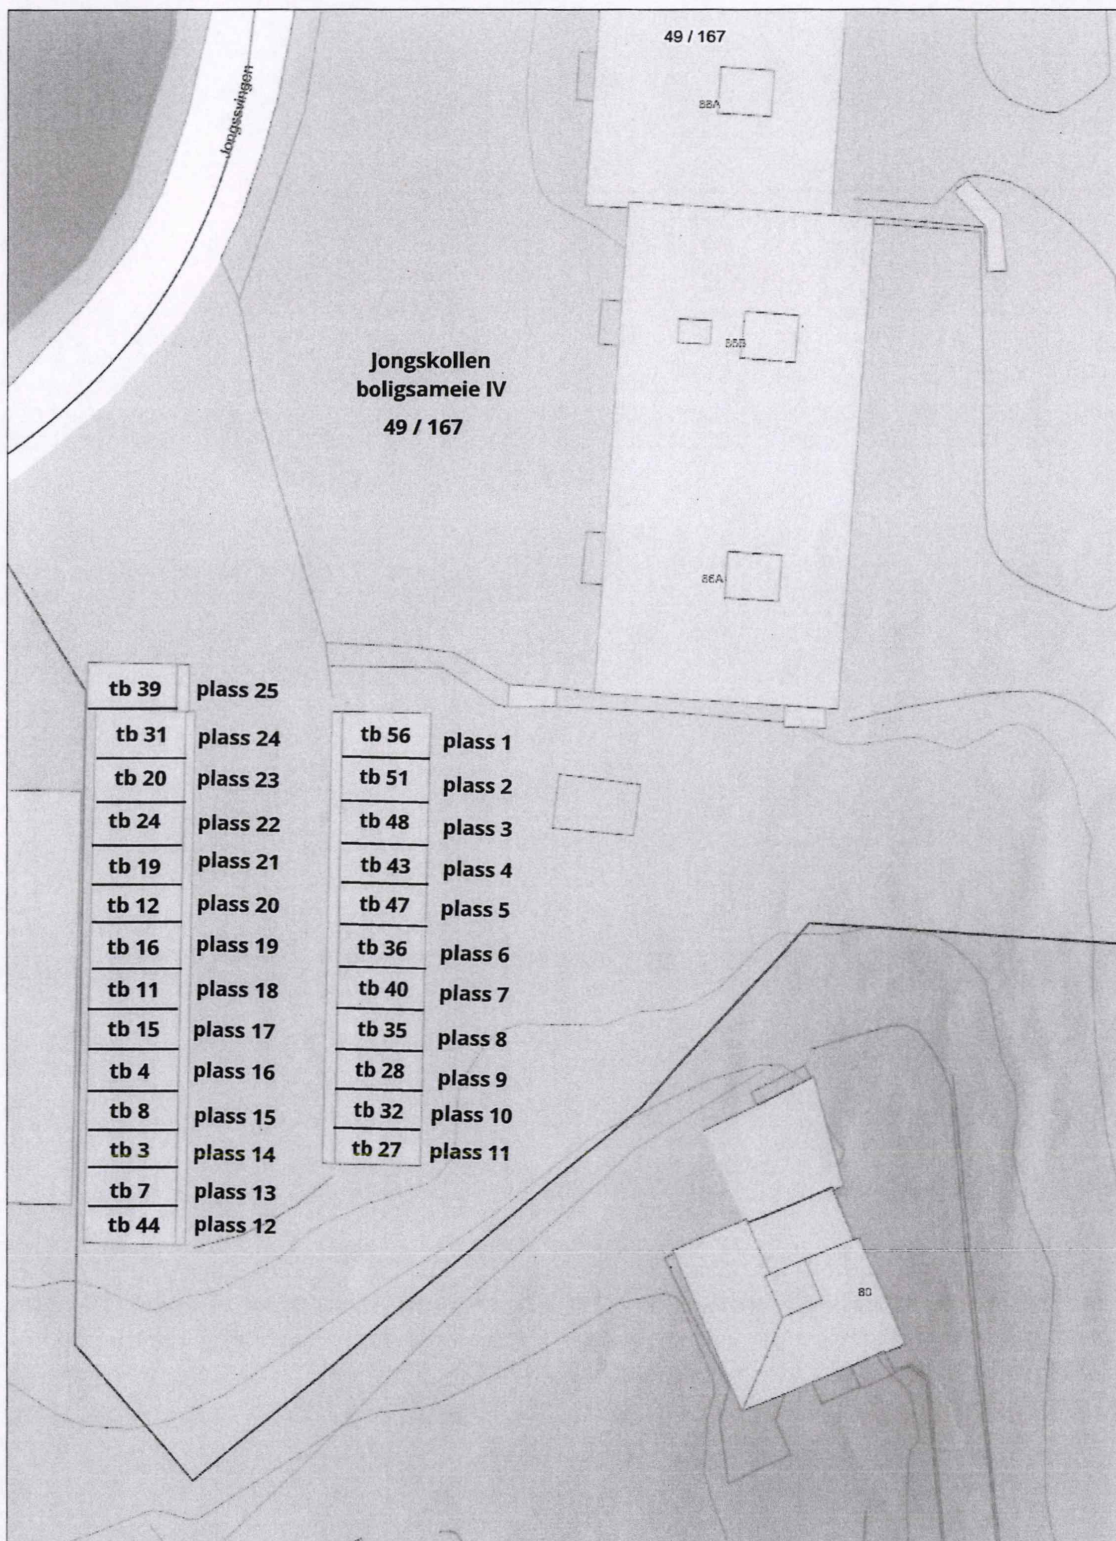 49 / 167
88A
Jongssvingen
88B
Jongskollen
boligsameie IV
49 / 167
86A
tb 39 plass 25
tb 31 plass 24
tb 20 plass 23
tb 24 plass 22
tb 19 plass 21
tb 12 plass 20
tb 16 plass 19
tb 11 plass 18
tb 15 plass 17
tb 4 plass 16
tb 8 plass 15
tb 3 plass 14
tb 7 plass 13
tb 44 plass 12
tb 56 plass 1
tb 51 plass 2
tb 48 plass 3
tb 43 plass 4
tb 47 plass 5
tb 36 plass 6
tb 40 plass 7
tb 35 plass 8
tb 28 plass 9
tb 32 plass 10
tb 27 plass 11